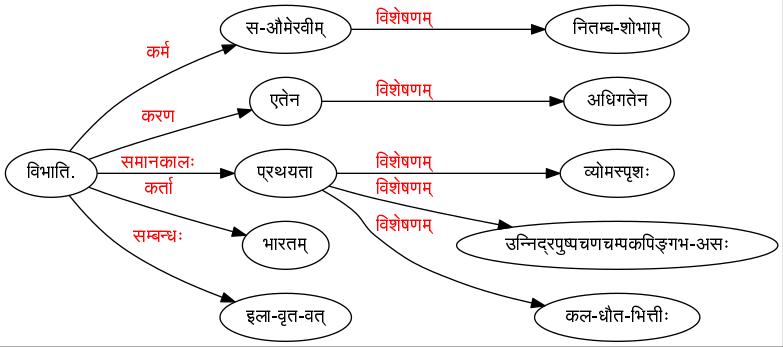 स-औमेरवीम् विशेषणम् नितम्ब-शोभाम्
कर्म
एतेन विशेषणम् अधिगतेन
करण
विभाति. समानकालः प्रथयता विशेषणम् व्योमस्पृशः
कर्ता विशेषणम्
विशेषणम्
सम्बन्धः भारतम् उन्निद्रपुष्पचणचम्पकपिङ्गभ-असः
इला-वृत-वत् कल-धौत-भित्तीः